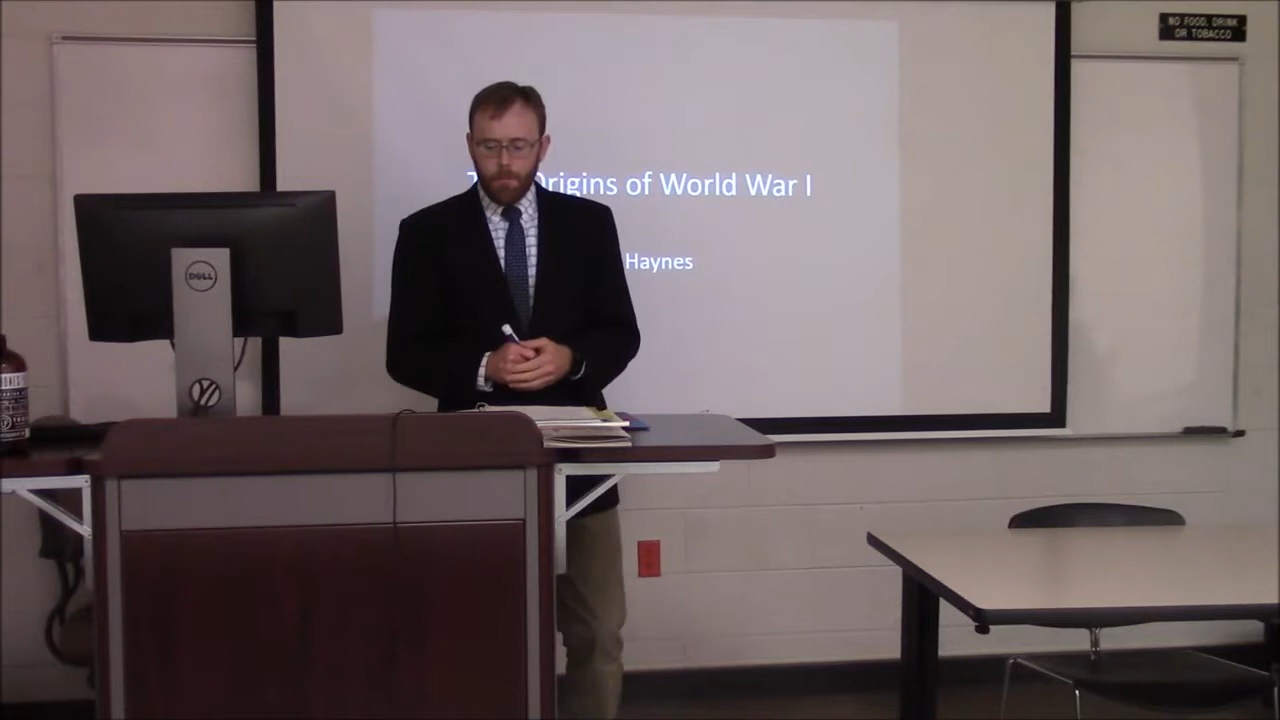 NO FOOD, DRINK
OR TOBACCO
Origins of World War I
Haynes
DELL